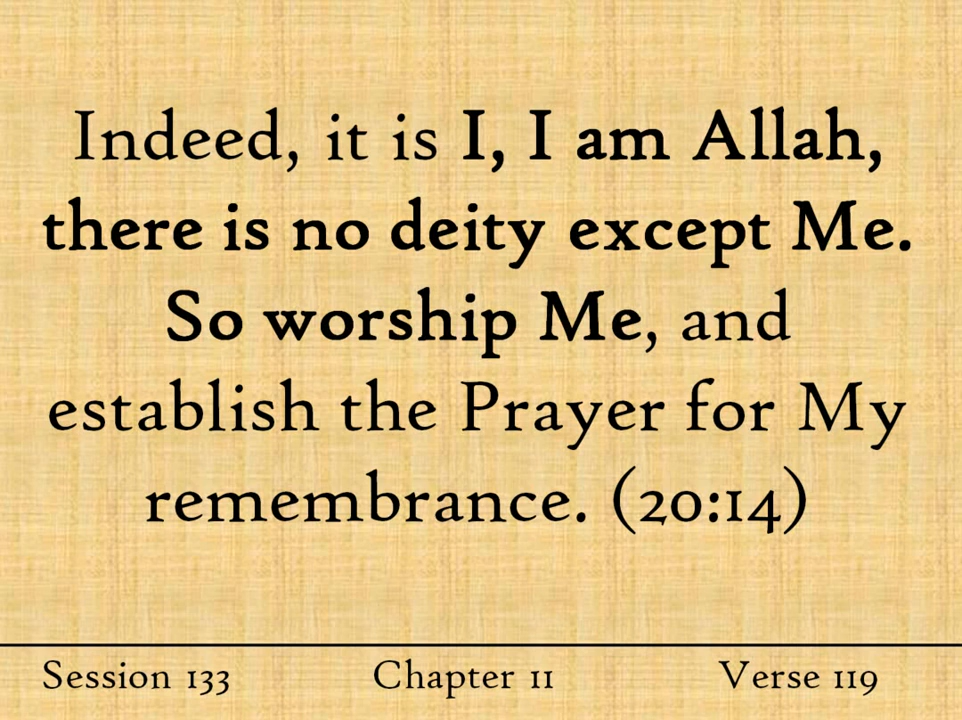 Indeed, it is I, I am Allah,
there is no deity except Me.
So worship Me, and
establish the Prayer for My
remembrance. (20:14)
Session 133 Chapter 11 Verse 119